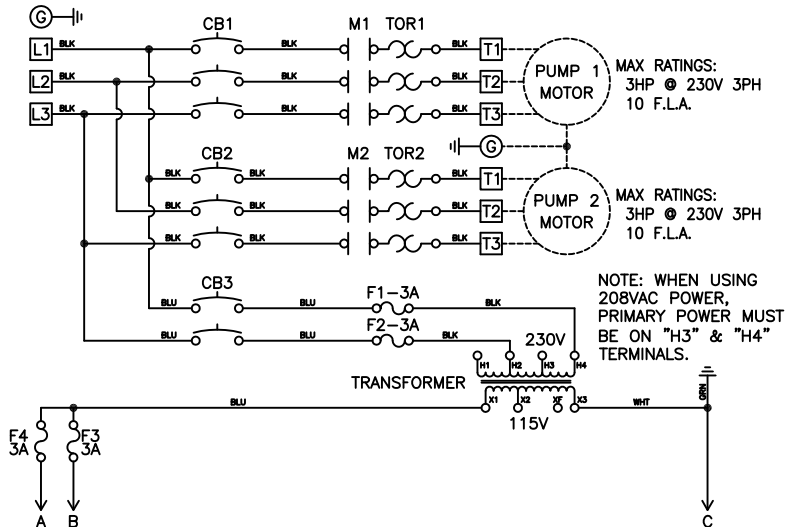 G
CB1 M1 TOR1
L1 BLK BLK BLK T1
L2 BLK BLK BLK T2
L3 BLK BLK BLK T3
PUMP 1
MOTOR
MAX RATINGS:
3HP @ 230V 3PH
10 F.L.A.
G
CB2 M2 TOR2
BLK BLK BLK T1
BLK BLK BLK T2
BLK BLK BLK T3
PUMP 2
MOTOR
MAX RATINGS:
3HP @ 230V 3PH
10 F.L.A.
CB3
BLU BLU F1-3A BLK
BLU BLU F2-3A BLK
NOTE: WHEN USING
208VAC POWER,
PRIMARY POWER MUST
BE ON "H3" & "H4"
TERMINALS.
230V
H1 H2 H3 H4
TRANSFORMER
X1 X2 XF X3
115V
BLU WHT GRN
F4
3A
F3
3A
A B C